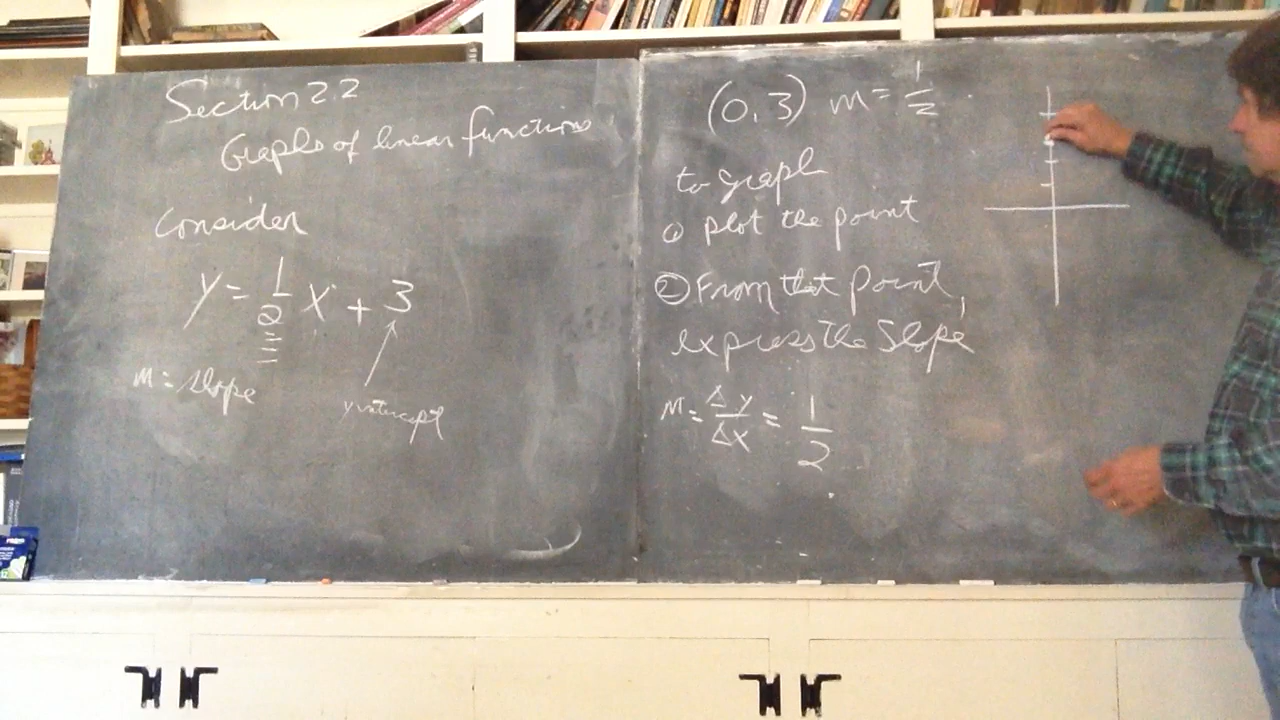 Section 2.2
Graphs of linear functions
Consider
y = 1/2 x + 3
m = slope
y intercept
(0, 3) m = 1/2
to graph
① plot the point
② From that point,
express the slope
M = Δy/Δx = 1/2